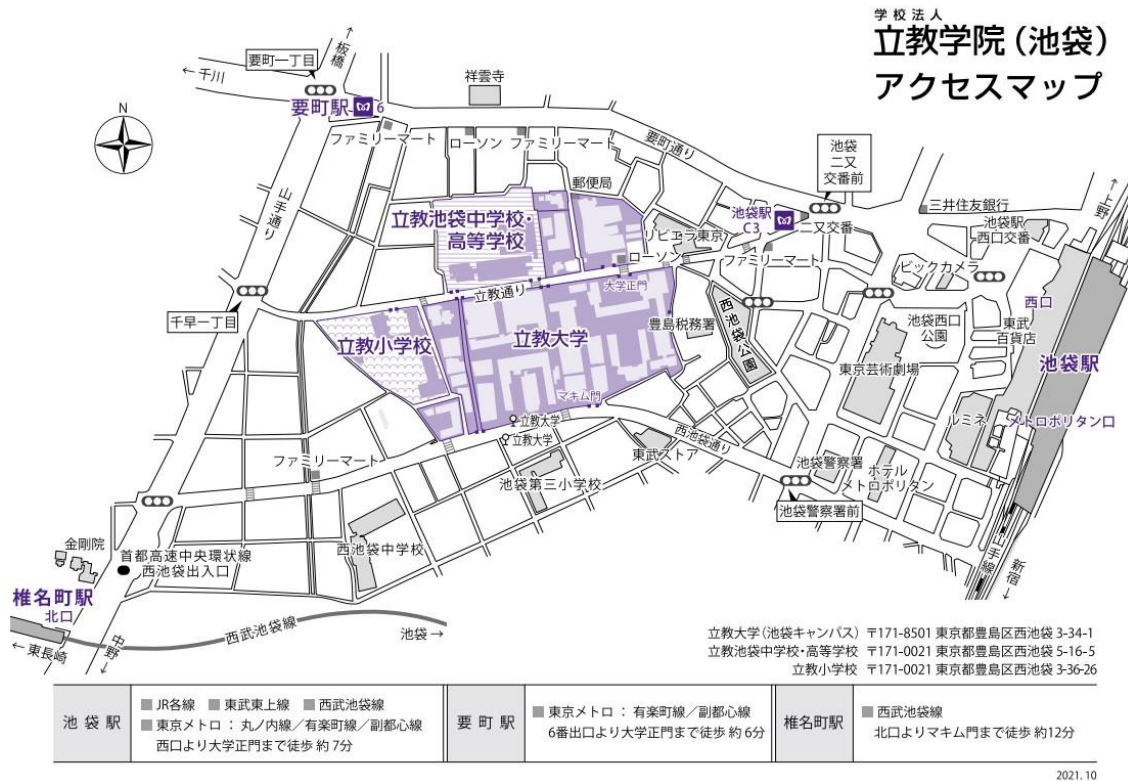 学校法人
立教学院(池袋)
アクセスマップ
N
要町一丁目
←板橋
←千川
要町駅 6
祥雲寺
ファミリーマート
ローソン
ファミリーマート
要町通り
池袋
二又
交番前
山手通り
郵便局
立教池袋中学校・
高等学校
池袋駅
C3
二又交番
三井住友銀行
池袋駅
西口交番
上野→
リビエラ東京
ローソン
ファミリーマート
ビックカメラ
大学正門
立教通り
千早一丁目
立教小学校
立教大学
豊島税務署
西池袋公園
池袋西口
公園
西口
東武
百貨店
池袋駅
東京芸術劇場
マキム門
立教大学
立教大学
ルミネ
メトロポリタン口
西池袋通り
東武ストア
ファミリーマート
池袋第三小学校
池袋警察署
ホテル
メトロポリタン
池袋警察署前
西池袋中学校
金剛院
首都高速中央環状線
西池袋出入口
山手線
新宿→
椎名町駅
北口
西武池袋線
池袋→
←東長崎
中野→
立教大学(池袋キャンパス) 〒171-8501 東京都豊島区西池袋 3-34-1
立教池袋中学校・高等学校 〒171-0021 東京都豊島区西池袋 5-16-5
立教小学校 〒171-0021 東京都豊島区西池袋 3-36-26
池袋駅
■JR各線 ■東武東上線 ■西武池袋線
■東京メトロ：丸ノ内線／有楽町線／副都心線
西口より大学正門まで徒歩 約 7分
要町駅
■東京メトロ：有楽町線／副都心線
6番出口より大学正門まで徒歩 約 6分
椎名町駅
■西武池袋線
北口よりマキム門まで徒歩 約12分
2021. 10